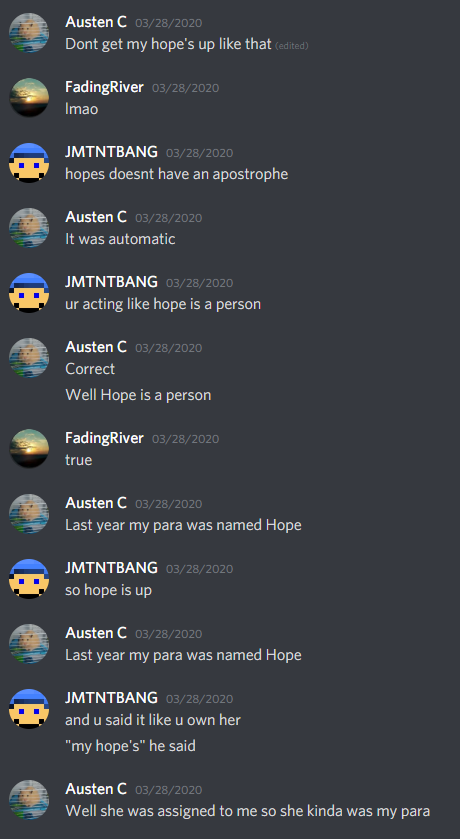 Austen C 03/28/2020
Dont get my hope's up like that (edited)
FadingRiver 03/28/2020
lmao
JMTNTBANG 03/28/2020
hopes doesnt have an apostrophe
Austen C 03/28/2020
It was automatic
JMTNTBANG 03/28/2020
ur acting like hope is a person
Austen C 03/28/2020
Correct
Well Hope is a person
FadingRiver 03/28/2020
true
Austen C 03/28/2020
Last year my para was named Hope
JMTNTBANG 03/28/2020
so hope is up
Austen C 03/28/2020
Last year my para was named Hope
JMTNTBANG 03/28/2020
and u said it like u own her
"my hope's" he said
Austen C 03/28/2020
Well she was assigned to me so she kinda was my para